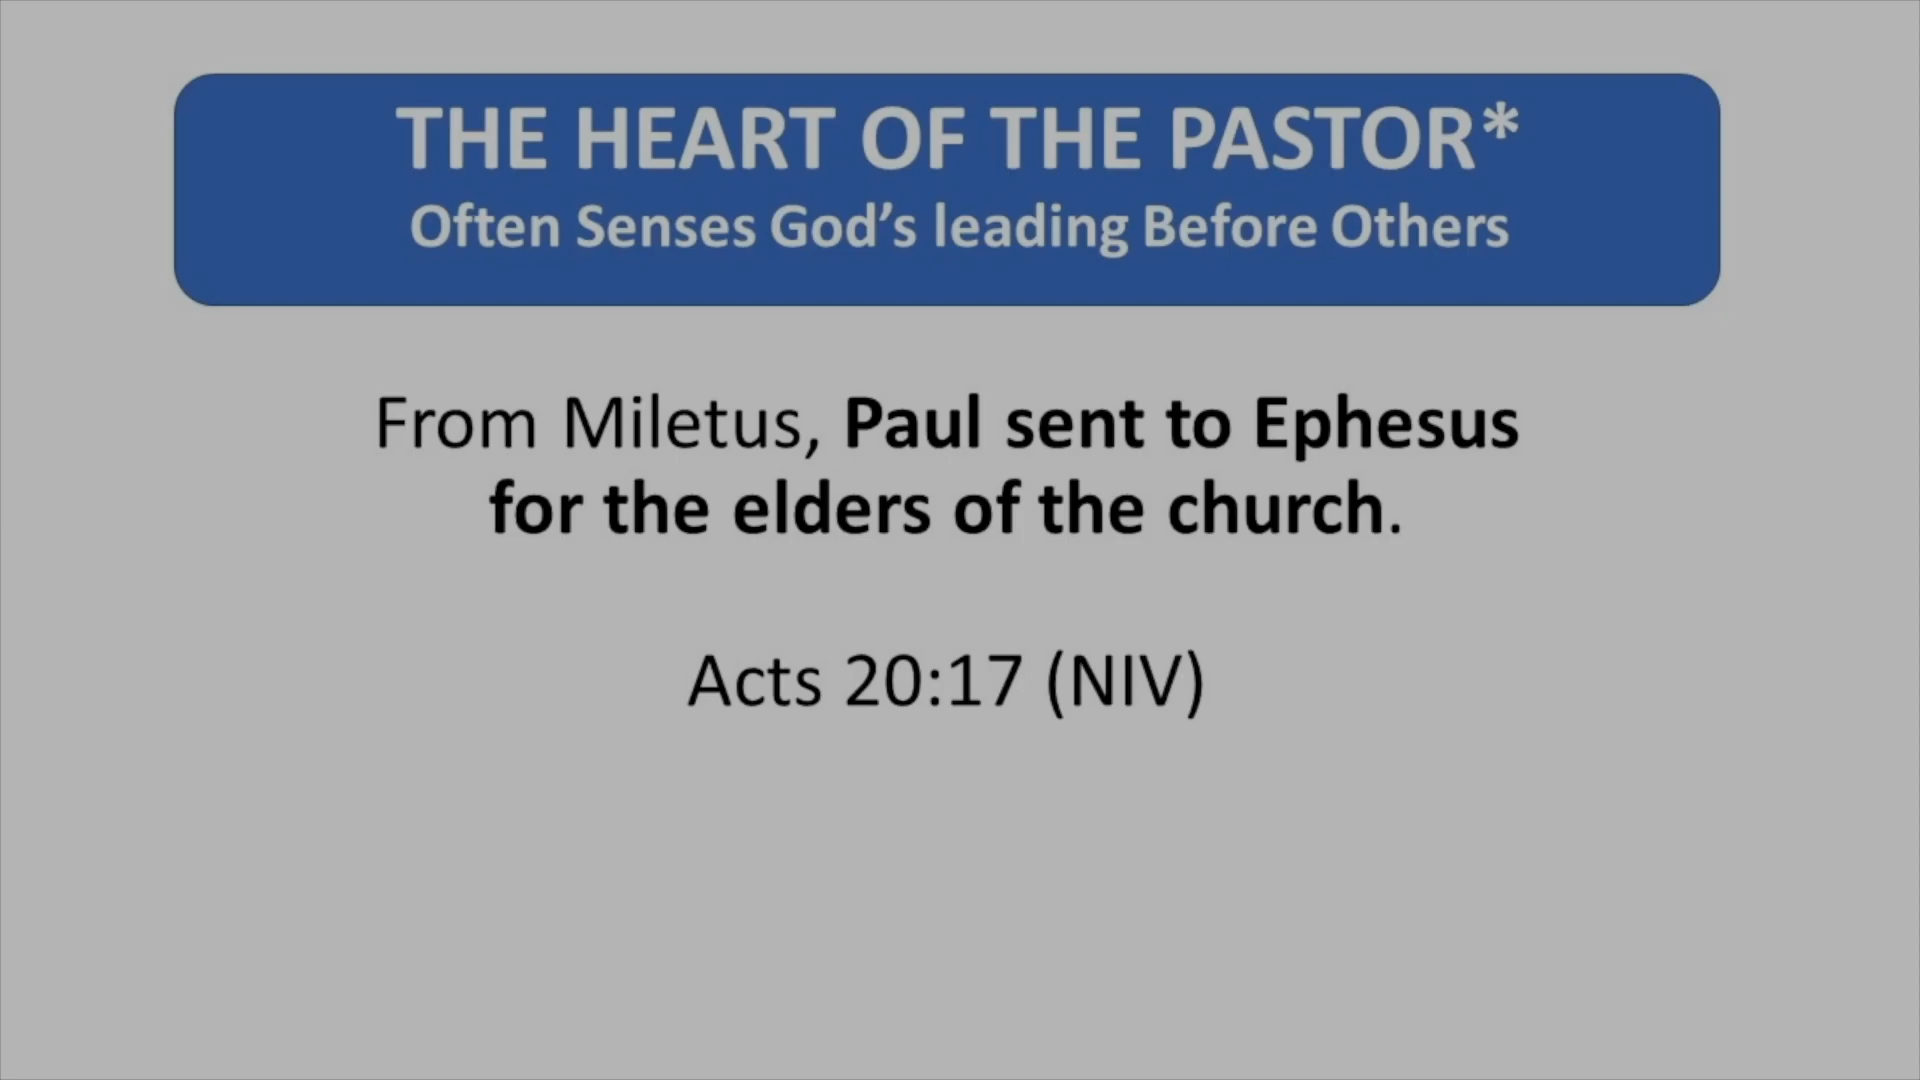 THE HEART OF THE PASTOR*
Often Senses God’s leading Before Others
From Miletus, Paul sent to Ephesus
for the elders of the church.
Acts 20:17 (NIV)